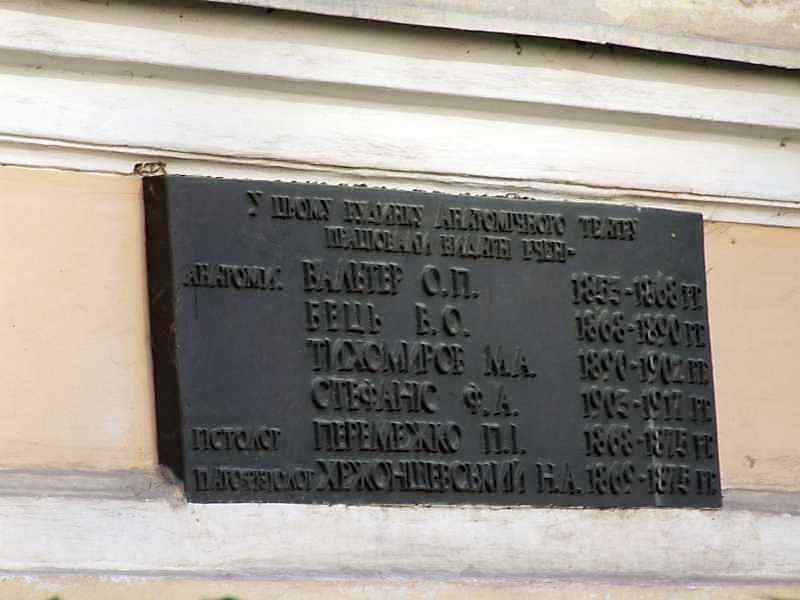 У ЦЬОМУ БУДИНКУ АНАТОМІЧНОГО ТЕАТРУ
ПРАЦЮВАЛИ ВИДАТНІ ВЧЕНІ-
АНАТОМИ: ВАЛЬТЕР О.П. 1853-1868 РР.
БЕЦЬ В.О. 1868-1890 РР.
ТИХОМИРОВ М.А. 1890-1902 РР.
СТЕФАНІС Ф.А. 1903-1917 РР.
ГІСТОЛОГ ПЕРЕМЕЖКО П.І. 1868-1875 РР.
ПАТОФІЗІОЛОГ ХРЖОНЩЕВСЬКИЙ Н.А. 1869-1875 РР.